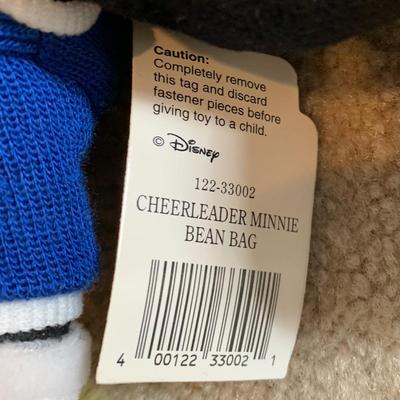 Caution:
Completely remove
this tag and discard
fastener pieces before
giving toy to a child.
© Disney
122-33002
CHEERLEADER MINNIE
BEAN BAG
4 00122 33002 1